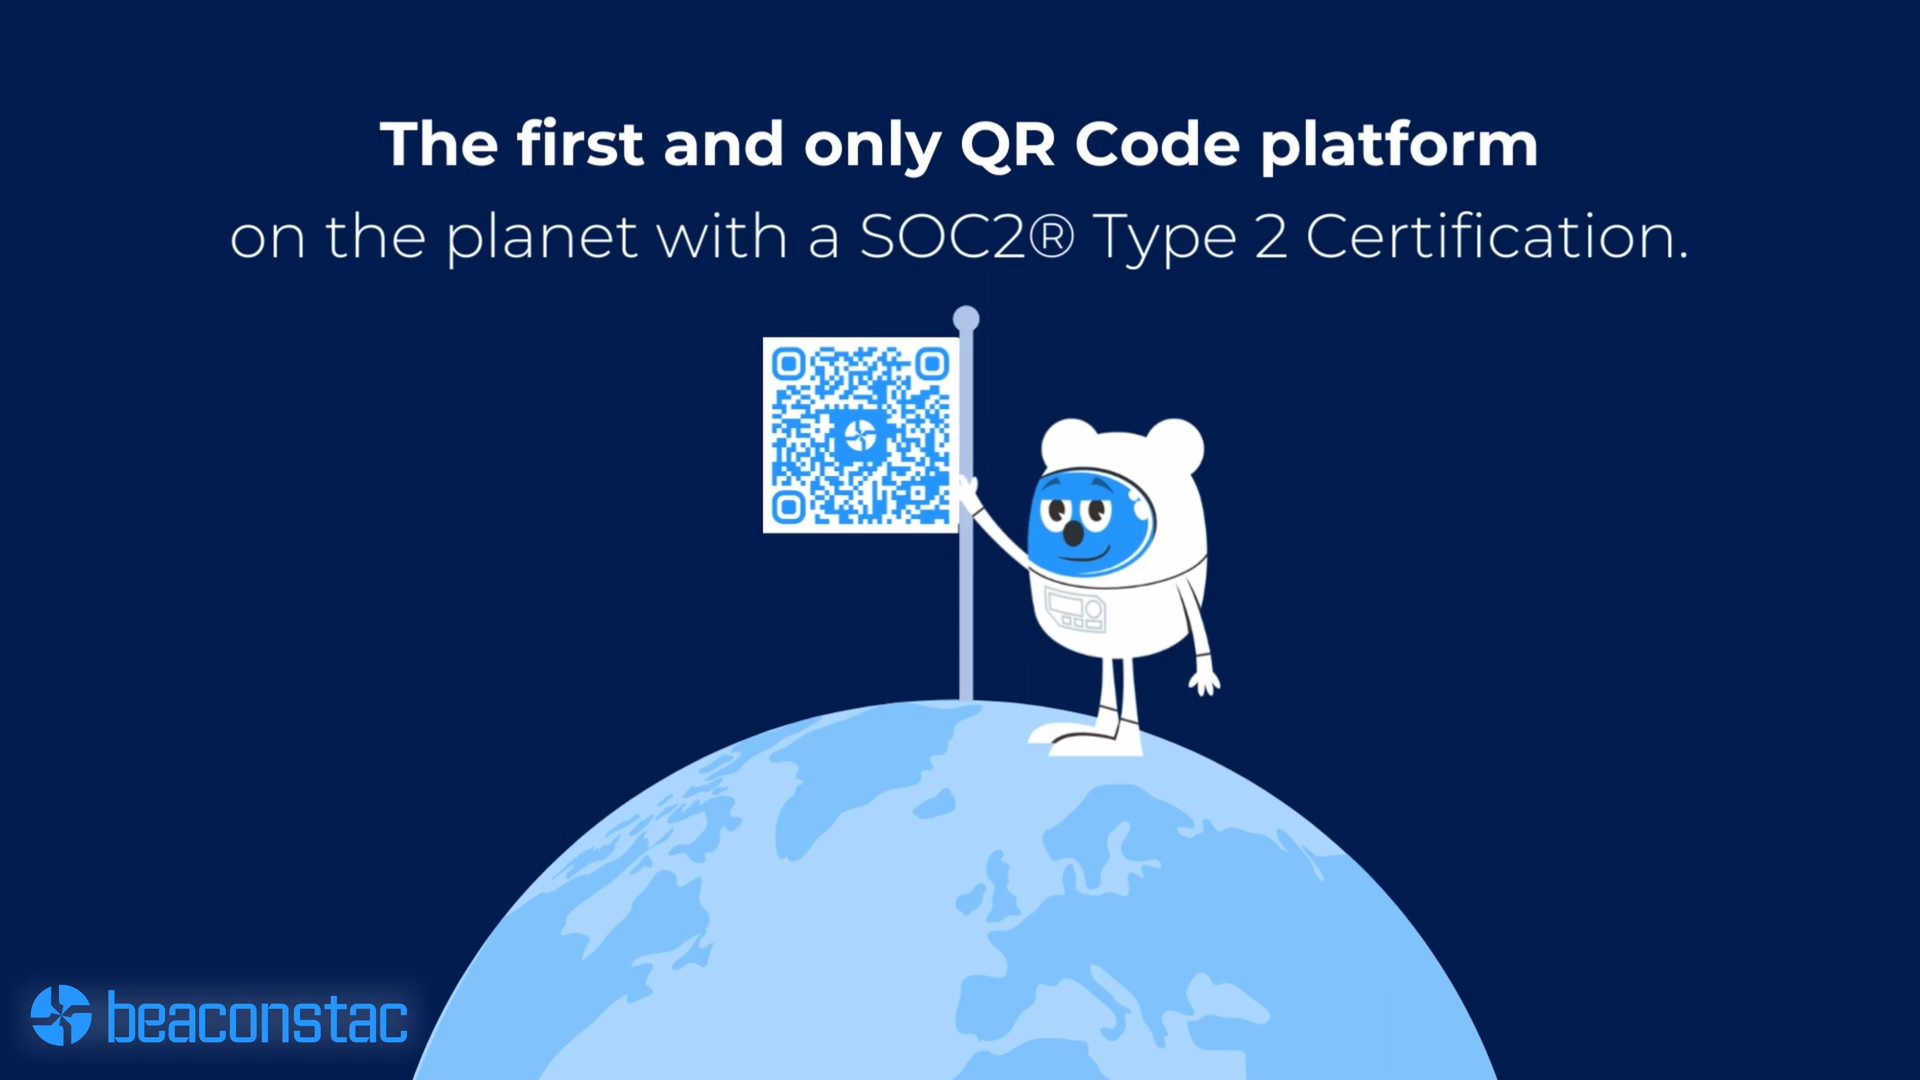 The first and only QR Code platform
on the planet with a SOC2® Type 2 Certification.
beaconstac